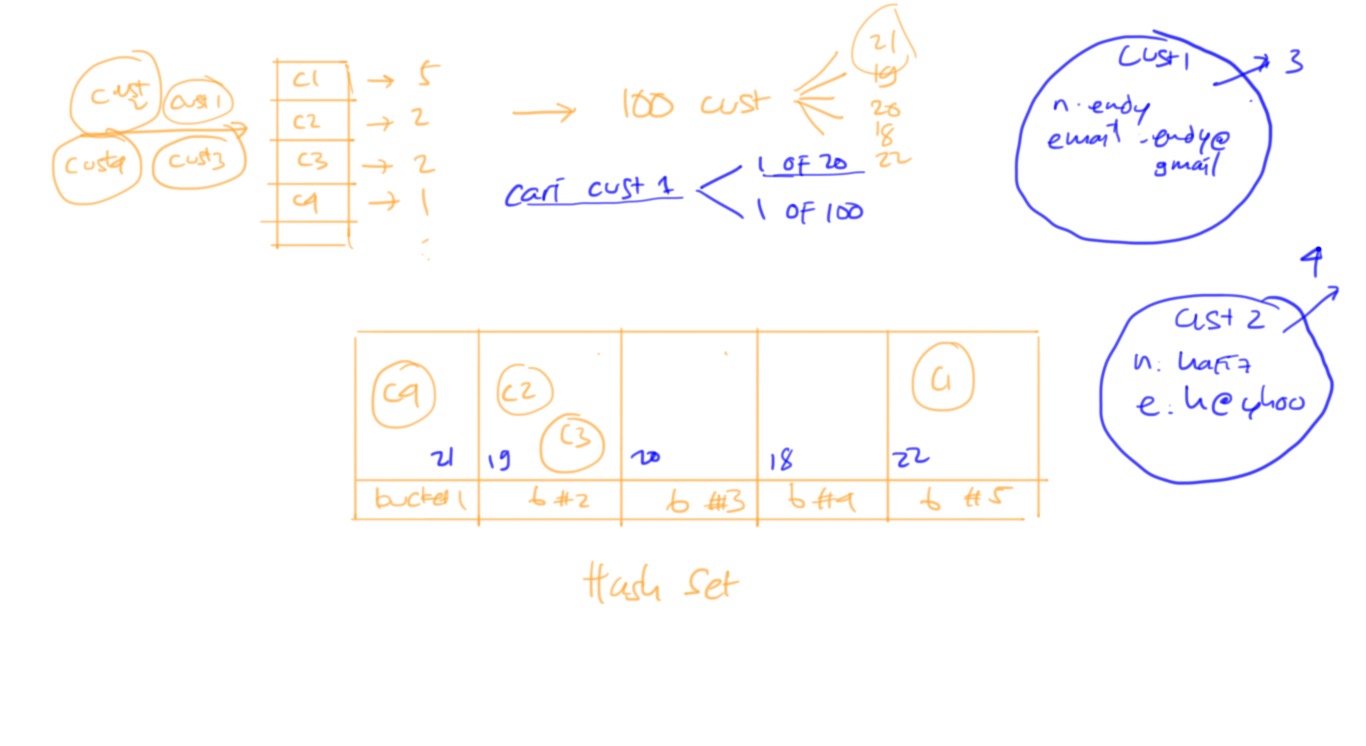 cust 2
cust 1
cust 4
cust 3
C1 → 5
C2 → 2
C3 → 2
C4 → 1
→ 100 cust
21
19
20
18
22
cari cust 1
1 OF 20
1 OF 100
cust 1 → 3
n. endy
email . endy@
gmail
4
cust 2
n. hafiz
e. h@yhoo
C4
C2
C3
C1
21
19
20
18
22
bucket 1
b #2
b #3
b #4
b #5
Hash Set